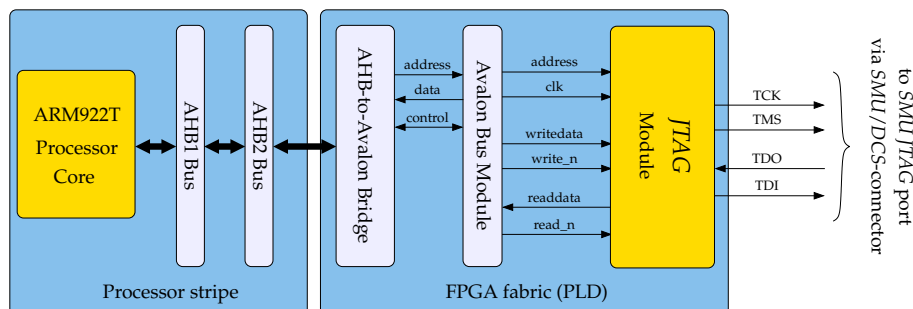 ARM922T
Processor
Core
AHB1 Bus
AHB2 Bus
Processor stripe
AHB-to-Avalon Bridge
address
data
control
Avalon Bus Module
address
clk
writedata
write_n
readdata
read_n
JTAG
Module
FPGA fabric (PLD)
TCK
TMS
TDO
TDI
to SMU JTAG port
via SMU/DCS-connector